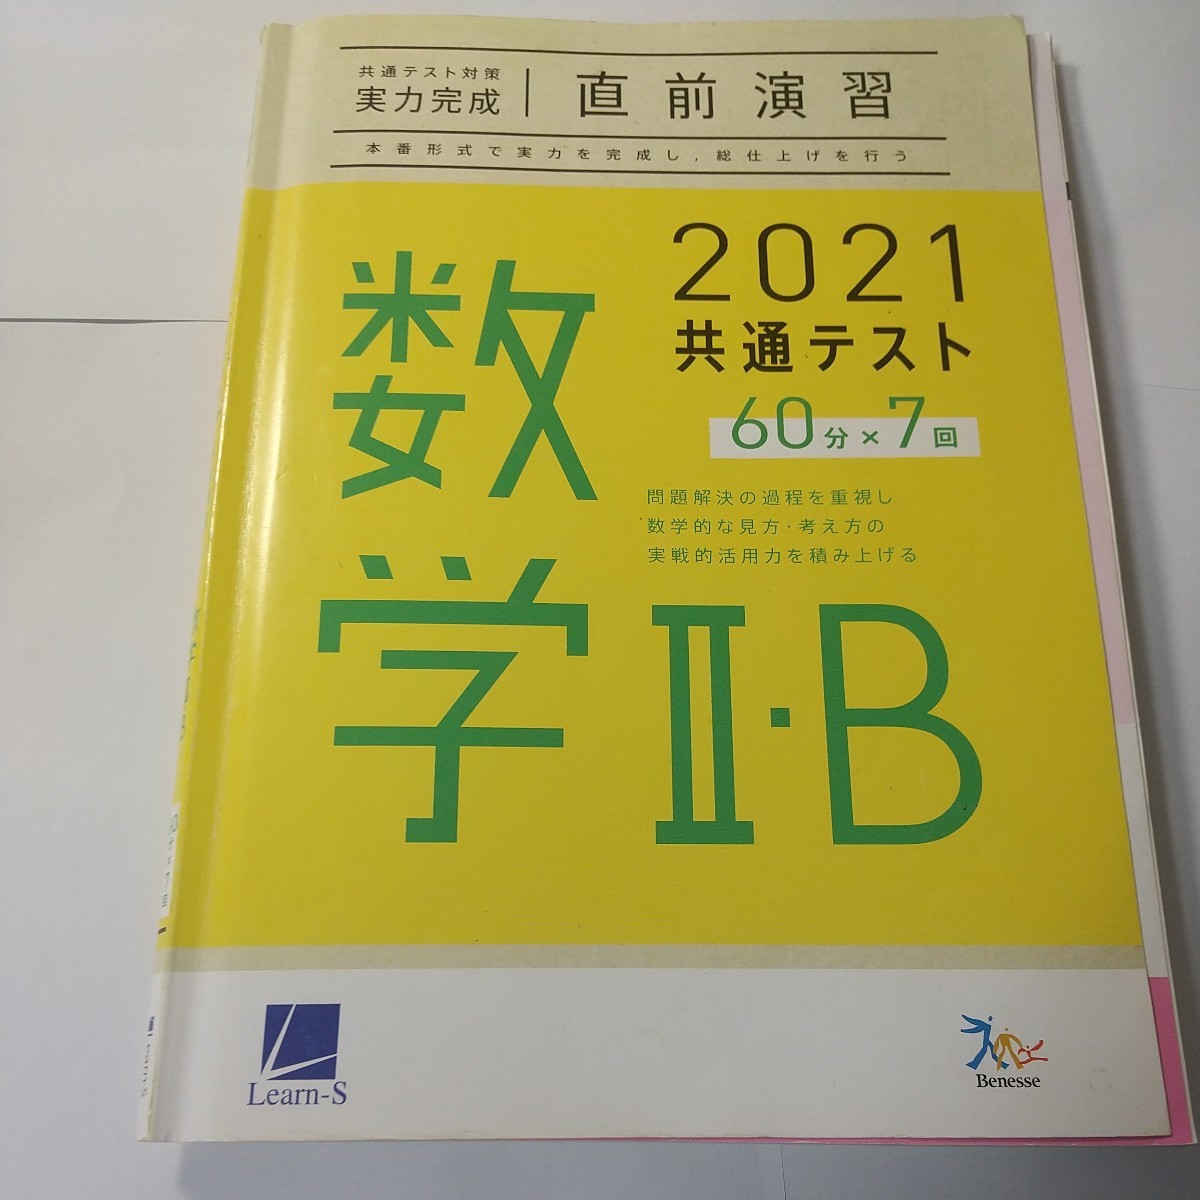 共通テスト対策
実力完成
直前演習
本番形式で実力を完成し,総仕上げを行う
2021
共通テスト
60分×7回
問題解決の過程を重視し
数学的な見方・考え方の
実戦的活用力を積み上げる
数学Ⅱ・B
Learn-S
Benesse